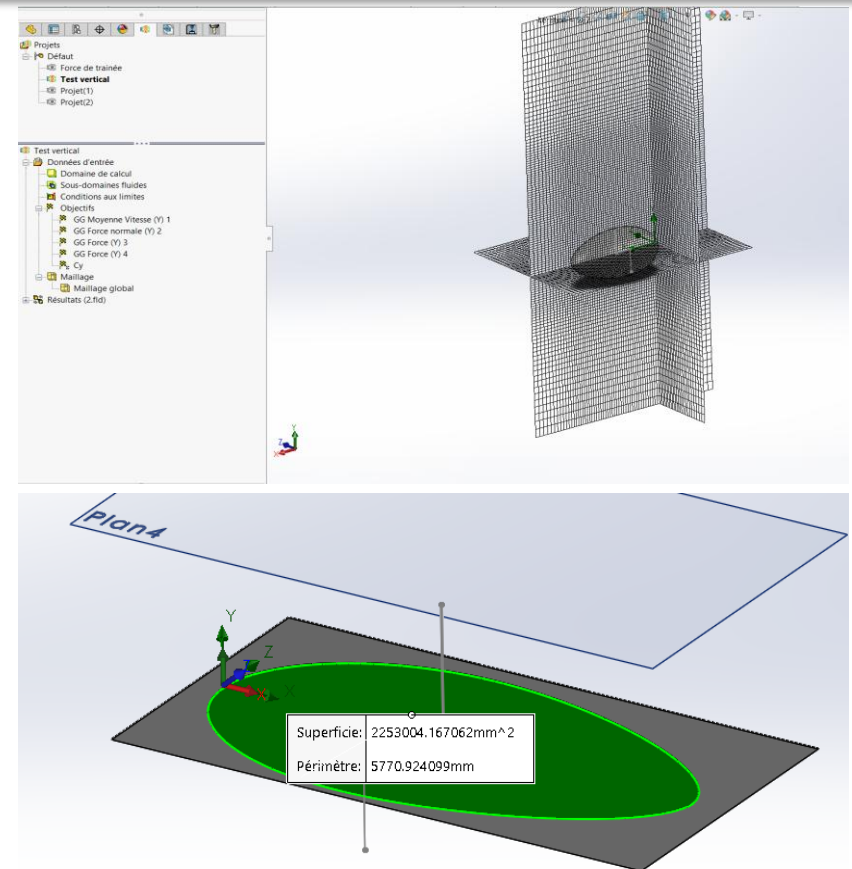 Projets
Défaut
Force de trainée
Test vertical
Projet(1)
Projet(2)
Test vertical
Données d'entrée
Domaine de calcul
Sous-domaines fluides
Conditions aux limites
Objectifs
GG Moyenne Vitesse (Y) 1
GG Force normale (Y) 2
GG Force (Y) 3
GG Force (Y) 4
Cy
Maillage
Maillage global
Résultats (2.fld)
Y
Z
X
Plan4
Y
Z
Z
X
X
Superficie: 2253004.167062mm^2
Périmètre: 5770.924099mm